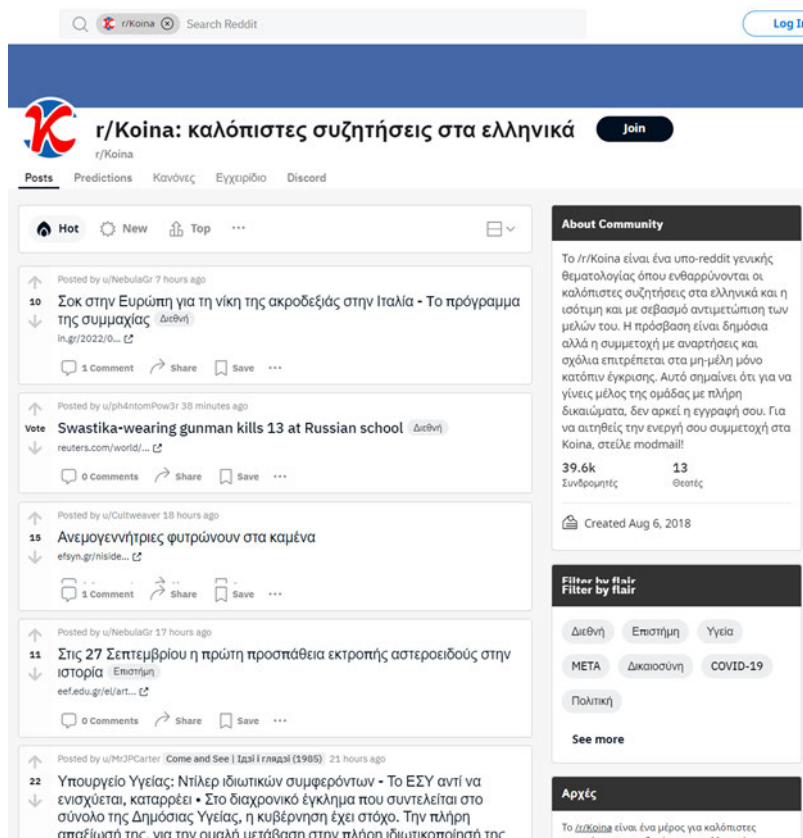 r/Koina
Search Reddit
Log In
r/Koina: καλόπιστες συζητήσεις στα ελληνικά
Join
r/Koina
Posts
Predictions
Κανόνες
Εγχειρίδιο
Discord
Hot
New
Top
Posted by u/NebulaGr 7 hours ago
10
Σοκ στην Ευρώπη για τη νίκη της ακροδεξιάς στην Ιταλία - Το πρόγραμμα
της συμμαχίας Διεθνή
in.gr/2022/0...
1 Comment
Share
Save
Posted by u/ph4ntomPow3r 38 minutes ago
Vote
Swastika-wearing gunman kills 13 at Russian school Διεθνή
reuters.com/world/...
0 Comments
Share
Save
Posted by u/Cultweaver 18 hours ago
15
Ανεμογεννήτριες φυτρώνουν στα καμένα
efsyn.gr/niside...
1 Comment
Share
Save
Posted by u/NebulaGr 17 hours ago
11
Στις 27 Σεπτεμβρίου η πρώτη προσπάθεια εκτροπής αστεροειδούς στην
ιστορία Επιστήμη
eef.edu.gr/el/art...
0 Comments
Share
Save
Posted by u/MrJPCarter Come and See | Ідзі і глядзі (1985) 21 hours ago
22
Υπουργείο Υγείας: Ντίλερ ιδιωτικών συμφερόντων - Το ΕΣΥ αντί να
ενισχύεται, καταρρέει • Στο διαχρονικό έγκλημα που συντελείται στο
σύνολο της Δημόσιας Υγείας, η κυβέρνηση έχει στόχο. Την πλήρη
απαξίωσή της, για την ομαλή μετάβαση στην πλήρη ιδιωτικοποίησή της
About Community
Το /r/Koina είναι ένα υπο-reddit γενικής
θεματολογίας όπου ενθαρρύνονται οι
καλόπιστες συζητήσεις στα ελληνικά και η
ισότιμη και με σεβασμό αντιμετώπιση των
μελών του. Η πρόσβαση είναι δημόσια
αλλά η συμμετοχή με αναρτήσεις και
σχόλια επιτρέπεται στα μη-μέλη μόνο
κατόπιν έγκρισης. Αυτό σημαίνει ότι για να
γίνεις μέλος της ομάδας με πλήρη
δικαιώματα, δεν αρκεί η εγγραφή σου. Για
να αιτηθείς την ενεργή σου συμμετοχή στα
Koina, στείλε modmail!
39.6k
13
Συνδρομητές
Θεατές
Created Aug 6, 2018
Filter by flair
Filter by flair
Διεθνή
Επιστήμη
Υγεία
META
Δικαιοσύνη
COVID-19
Πολιτική
See more
Αρχές
Το /r/Koina είναι ένα μέρος για καλόπιστες